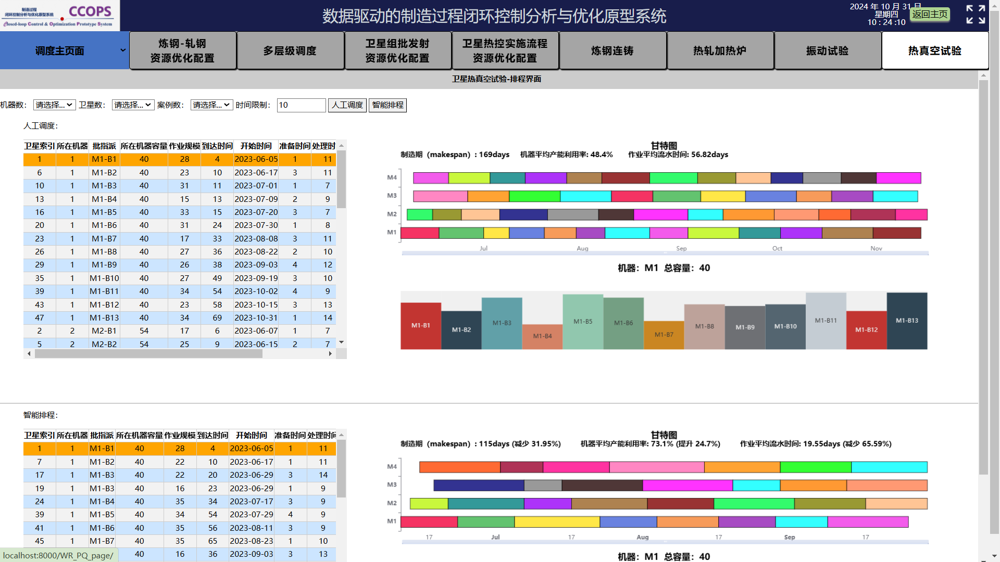 制造过程
闭环控制分析与优化原型系统
CCOPS
Closed-loop Control & Optimization Prototype System
数据驱动的制造过程闭环控制分析与优化原型系统
2024 年 10 月 31 日
星期四
10 : 24 :10
返回主页
调度主页面
炼钢-轧钢
资源优化配置
多层级调度
卫星组批发射
资源优化配置
卫星热控实施流程
资源优化配置
炼钢连铸
热轧加热炉
振动试验
热真空试验
卫星热真空试验-排程界面
机器数： 请选择... 卫星数： 请选择... 案例数： 请选择... 时间限制： 10 人工调度 智能排程
人工调度：
卫星索引 所在机器 批指派 所在机器容量 作业规模 到达时间 开始时间 准备时间 处理时
1 1 M1-B1 40 28 4 2023-06-05 1 11
6 1 M1-B2 40 23 10 2023-06-17 3 11
10 1 M1-B3 40 31 11 2023-07-01 1 7
13 1 M1-B4 40 15 13 2023-07-09 2 9
16 1 M1-B5 40 33 15 2023-07-20 3 7
20 1 M1-B6 40 31 24 2023-07-30 1 8
23 1 M1-B7 40 17 33 2023-08-08 3 11
26 1 M1-B8 40 27 36 2023-08-22 2 10
29 1 M1-B9 40 26 38 2023-09-03 4 12
35 1 M1-B10 40 27 49 2023-09-19 3 10
39 1 M1-B11 40 34 54 2023-10-02 4 9
43 1 M1-B12 40 23 58 2023-10-15 3 13
47 1 M1-B13 40 34 69 2023-10-31 1 14
2 2 M2-B1 54 17 6 2023-06-07 1 7
5 2 M2-B2 54 25 9 2023-06-15 2 7
甘特图
制造期（makespan）: 169days 机器平均产能利用率: 48.4% 作业平均流水时间: 56.82days
M4
M3
M2
M1
Jul Aug Sep Oct Nov
机器：M1 总容量：40
M1-B1 M1-B2 M1-B3 M1-B4 M1-B5 M1-B6 M1-B7 M1-B8 M1-B9 M1-B10 M1-B11 M1-B12 M1-B13
智能排程：
卫星索引 所在机器 批指派 所在机器容量 作业规模 到达时间 开始时间 准备时间 处理时间
1 1 M1-B1 40 28 4 2023-06-05 1 11
7 1 M1-B2 40 22 10 2023-06-17 1 11
17 1 M1-B3 40 22 20 2023-06-29 3 14
19 1 M1-B3 40 16 23 2023-06-29 1 9
24 1 M1-B4 40 35 34 2023-07-17 3 9
39 1 M1-B5 40 34 54 2023-07-29 4 9
41 1 M1-B6 40 35 56 2023-08-11 3 9
45 1 M1-B7 40 35 65 2023-08-23 1 10
40 16 36 2023-09-03 3 13
甘特图
制造期（makespan）: 115days (减少 31.95%) 机器平均产能利用率: 73.1% (提升 24.7%) 作业平均流水时间: 19.55days (减少 65.59%)
M4
M3
M2
M1
17 Jul 17 Aug 17 Sep 17
机器：M1 总容量：40
localhost:8000/WR_PQ_page/